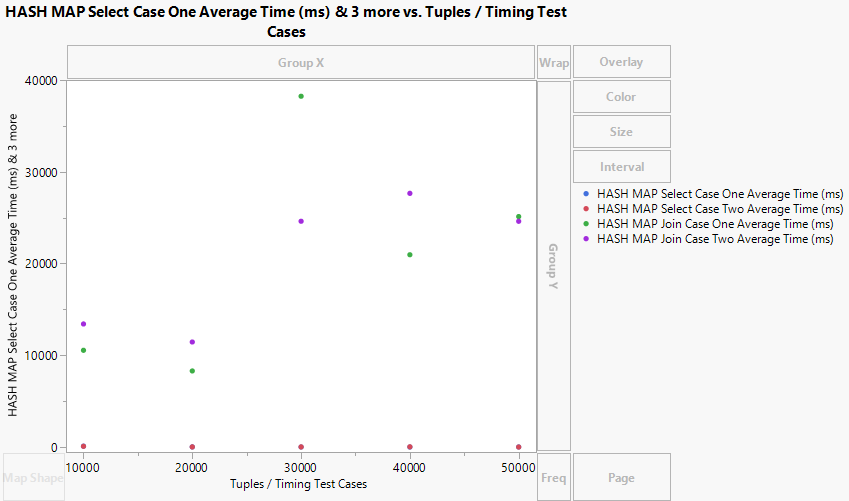 HASH MAP Select Case One Average Time (ms) & 3 more vs. Tuples / Timing Test
Cases
Group X
Wrap
Overlay
Color
Size
Interval
HASH MAP Select Case One Average Time (ms)
HASH MAP Select Case Two Average Time (ms)
HASH MAP Join Case One Average Time (ms)
HASH MAP Join Case Two Average Time (ms)
HASH MAP Select Case One Average Time (ms) & 3 more
40000
30000
20000
10000
0
Group Y
10000 20000 30000 40000 50000
Tuples / Timing Test Cases
Map Shape
Freq
Page